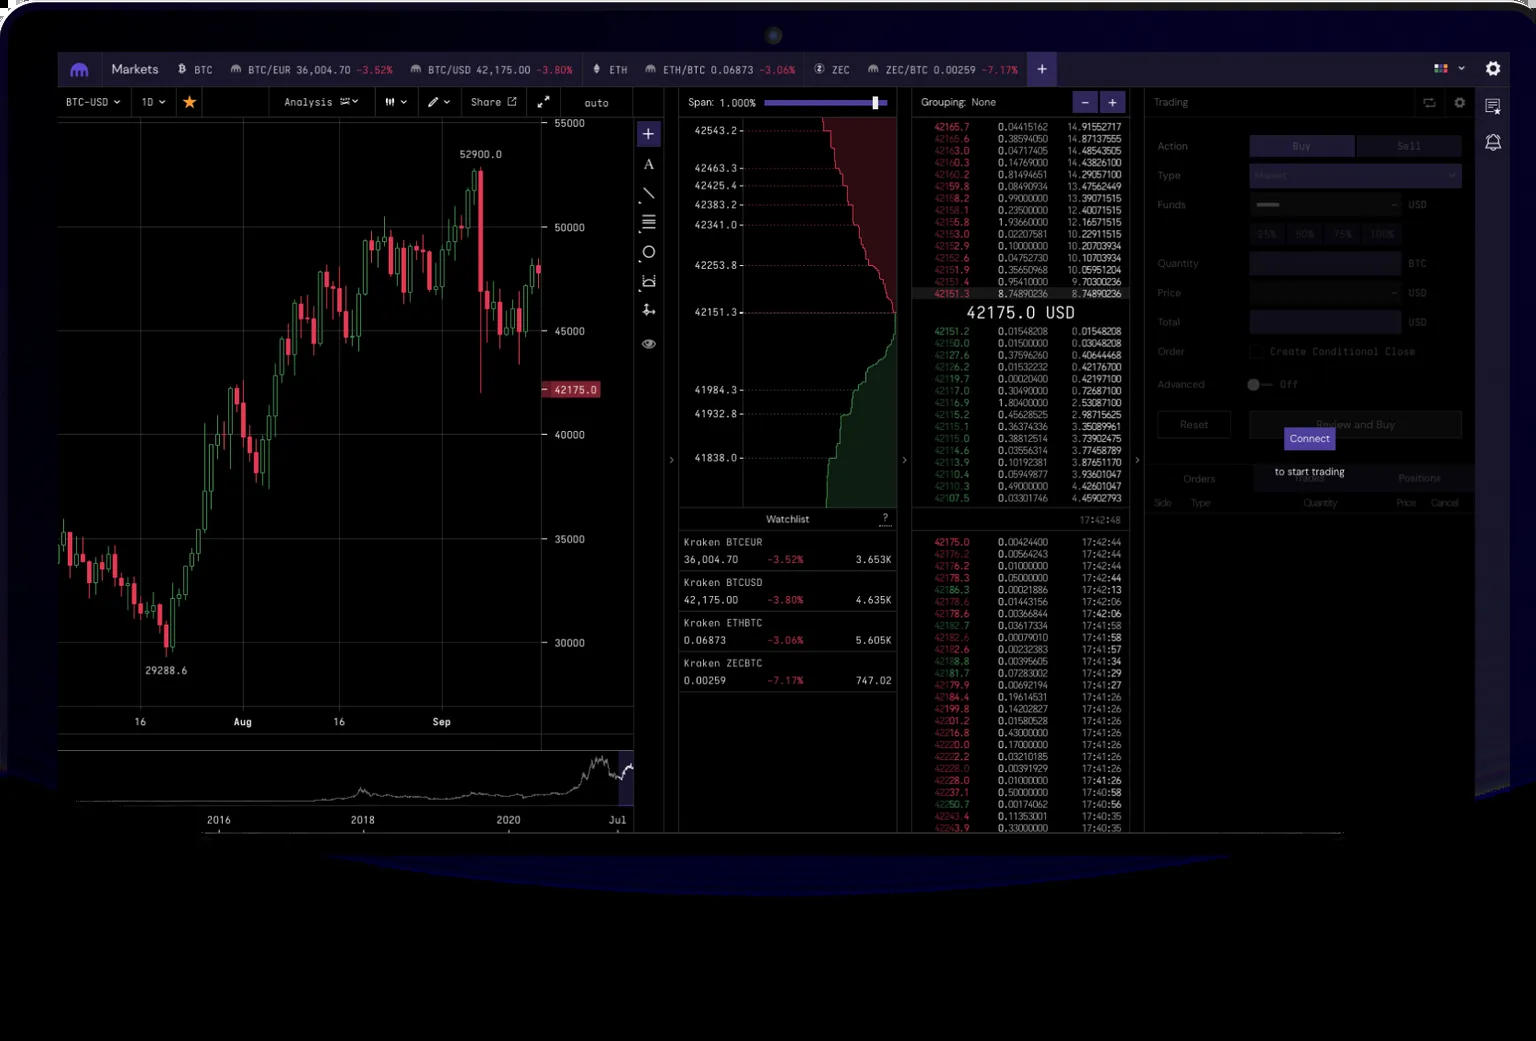 Markets BTC BTC/EUR 36,004.70 -3.52% BTC/USD 42,175.00 -3.80% ETH ETH/BTC 0.06873 -3.06% ZEC ZEC/BTC 0.00259 -7.17% +
BTC-USD 1D Analysis Share auto
55000
52900.0
50000
45000
42175.0
40000
35000
30000
29288.6
16 Aug 16 Sep
2016 2018 2020 Jul
A
Span: 1.000%
42543.2
42463.3
42425.4
42383.2
42341.0
42253.8
42151.3
41984.3
41932.8
41838.0
Watchlist ?
Kraken BTCEUR
36,004.70 -3.52% 3.653K
Kraken BTCUSD
42,175.00 -3.80% 4.635K
Kraken ETHBTC
0.06873 -3.06% 5.605K
Kraken ZECBTC
0.00259 -7.17% 747.02
Grouping: None - +
42165.7 0.04415162 14.91552717
42165.6 0.38594050 14.87137555
42163.0 0.04717405 14.48543505
42160.3 0.14769000 14.43826100
42160.2 0.81494651 14.29057100
42159.8 0.08490934 13.47562449
42158.2 0.99000000 13.39071515
42158.1 0.23500000 12.40071515
42155.8 1.93660000 12.16571515
42153.0 0.02207581 10.22911515
42152.9 0.10000000 10.20703934
42152.6 0.04752730 10.10703934
42151.9 0.35650968 10.05951204
42151.4 0.95410000 9.70300236
42151.3 8.74890236 8.74890236
42175.0 USD
42151.2 0.01548208 0.01548208
42150.0 0.01500000 0.03048208
42127.6 0.37596260 0.40644468
42126.2 0.01532232 0.42176700
42119.7 0.00020400 0.42197100
42117.0 0.30490000 0.72687100
42116.9 1.80400000 2.53087100
42115.2 0.45628525 2.98715625
42115.1 0.36374336 3.35089961
42115.0 0.38812514 3.73902475
42114.6 0.03556314 3.77458789
42113.9 0.10192381 3.87651170
42110.4 0.05949877 3.93601047
42110.3 0.49000000 4.42601047
42107.5 0.03301746 4.45902793
17:42:48
42175.0 0.00424400 17:42:44
42176.2 0.00564243 17:42:44
42176.2 0.01000000 17:42:44
42178.3 0.05000000 17:42:44
42186.3 0.00021886 17:42:13
42178.6 0.01443156 17:42:06
42178.6 0.00366844 17:42:06
42182.7 0.03617334 17:41:58
42182.6 0.00079010 17:41:58
42182.6 0.00232383 17:41:57
42188.8 0.00395605 17:41:34
42181.7 0.07283002 17:41:29
42179.9 0.00692194 17:41:27
42184.4 0.19614531 17:41:26
42199.8 0.14202827 17:41:26
42201.2 0.01580528 17:41:26
42216.8 0.43000000 17:41:26
42220.0 0.17000000 17:41:26
42222.2 0.03210185 17:41:26
42228.0 0.00391929 17:41:26
42228.0 0.01000000 17:41:26
42237.1 0.50000000 17:40:58
42250.7 0.00174062 17:40:56
42243.4 0.11353001 17:40:35
42243.9 0.33000000 17:40:35
Trading
Action Buy Sell
Type Market
Funds USD
25% 50% 75% 100%
Quantity BTC
Price USD
Total USD
Order Create Conditional Close
Advanced Off
Reset Review and Buy
Connect
to start trading
Orders Trades Positions
Side Type Quantity Price Cancel